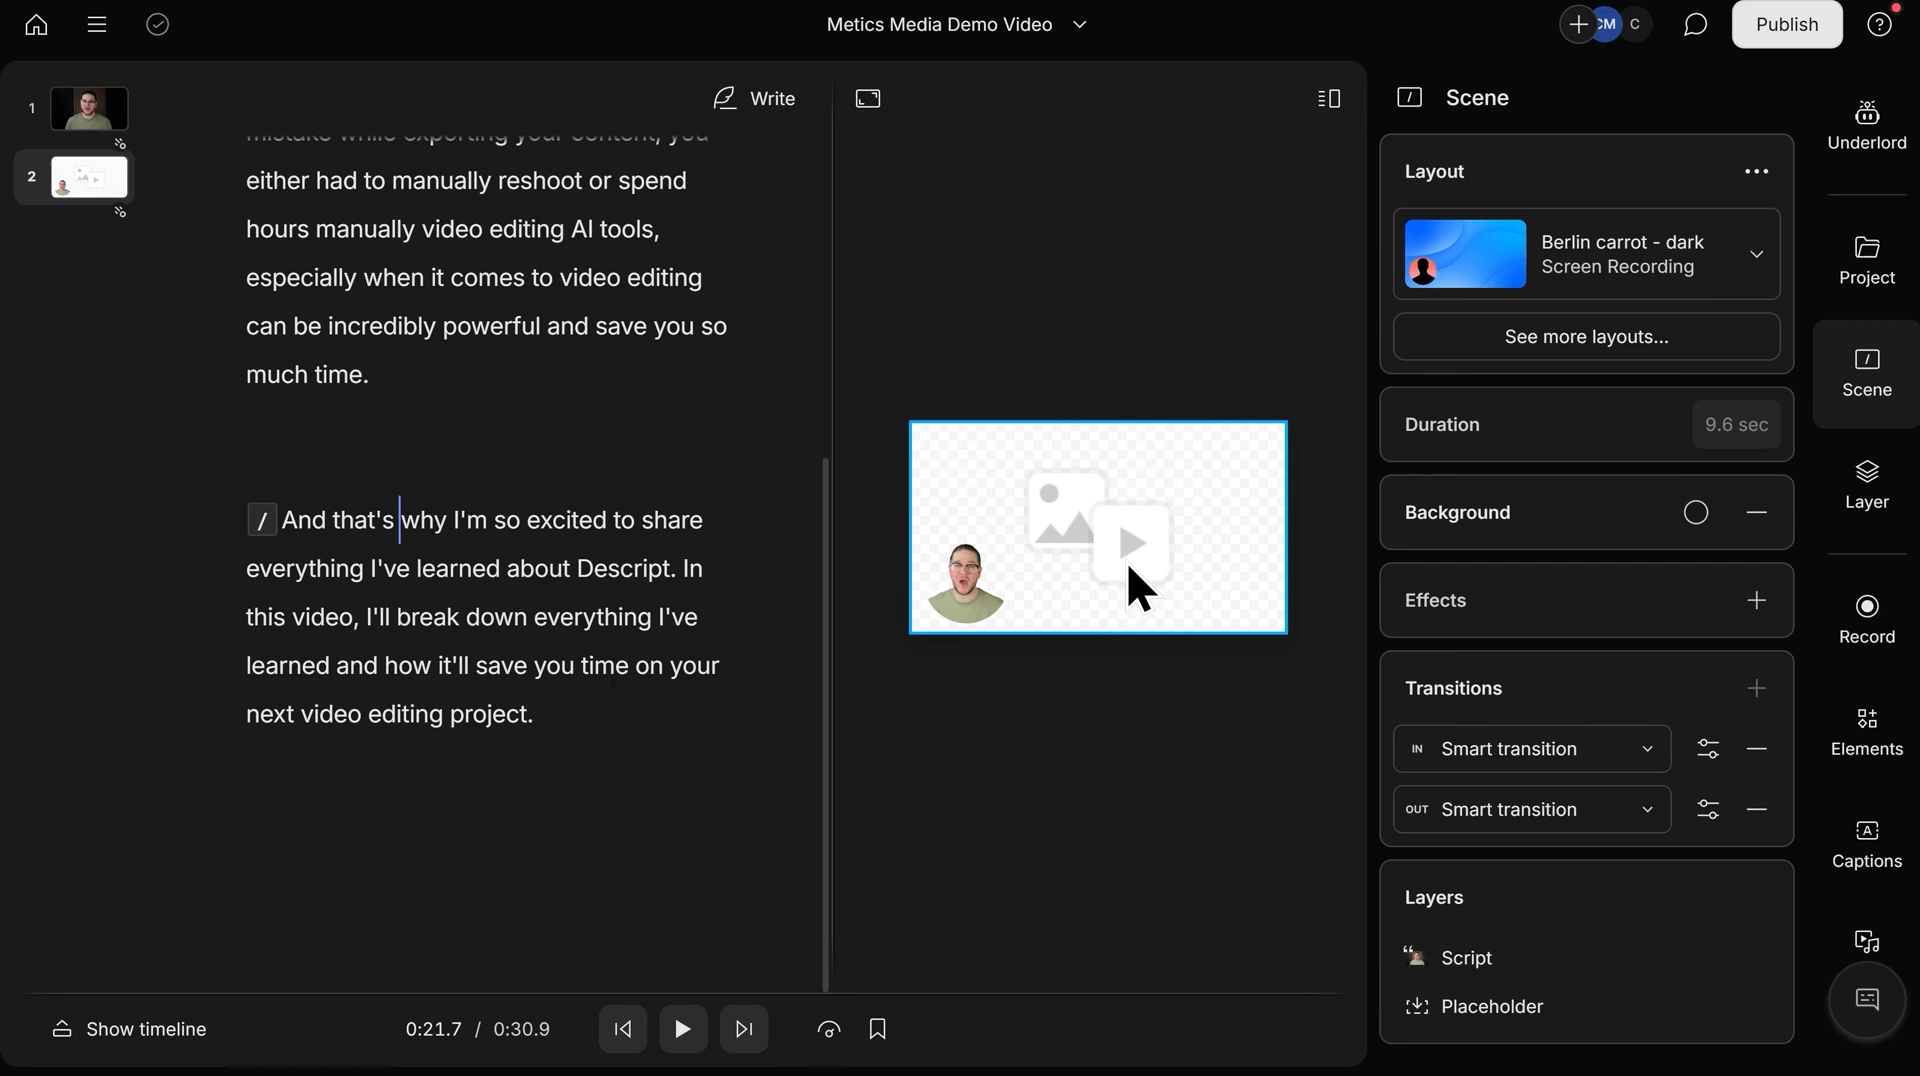 Metics Media Demo Video
CM
C
Publish
1
2
Write
mistake while exporting your content, you
either had to manually reshoot or spend
hours manually video editing AI tools,
especially when it comes to video editing
can be incredibly powerful and save you so
much time.
/ And that's why I'm so excited to share
everything I've learned about Descript. In
this video, I'll break down everything I've
learned and how it'll save you time on your
next video editing project.
Show timeline
0:21.7 / 0:30.9
Scene
Layout
Berlin carrot - dark
Screen Recording
See more layouts...
Duration
9.6 sec
Background
Effects
Transitions
IN Smart transition
OUT Smart transition
Layers
Script
Placeholder
Underlord
Project
Scene
Layer
Record
Elements
Captions